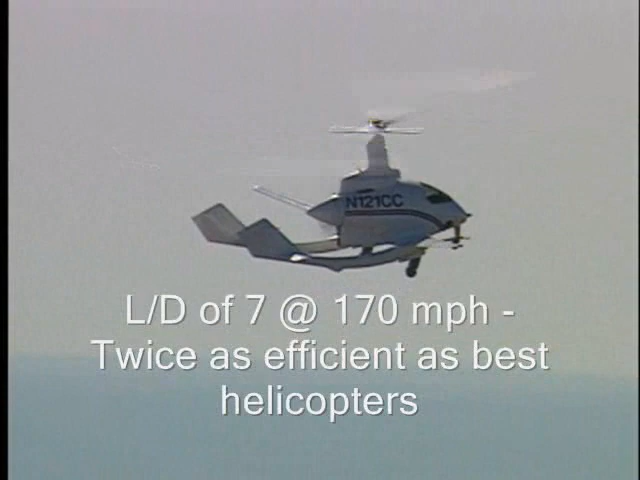 N121CC
L/D of 7 @ 170 mph -
Twice as efficient as best
helicopters